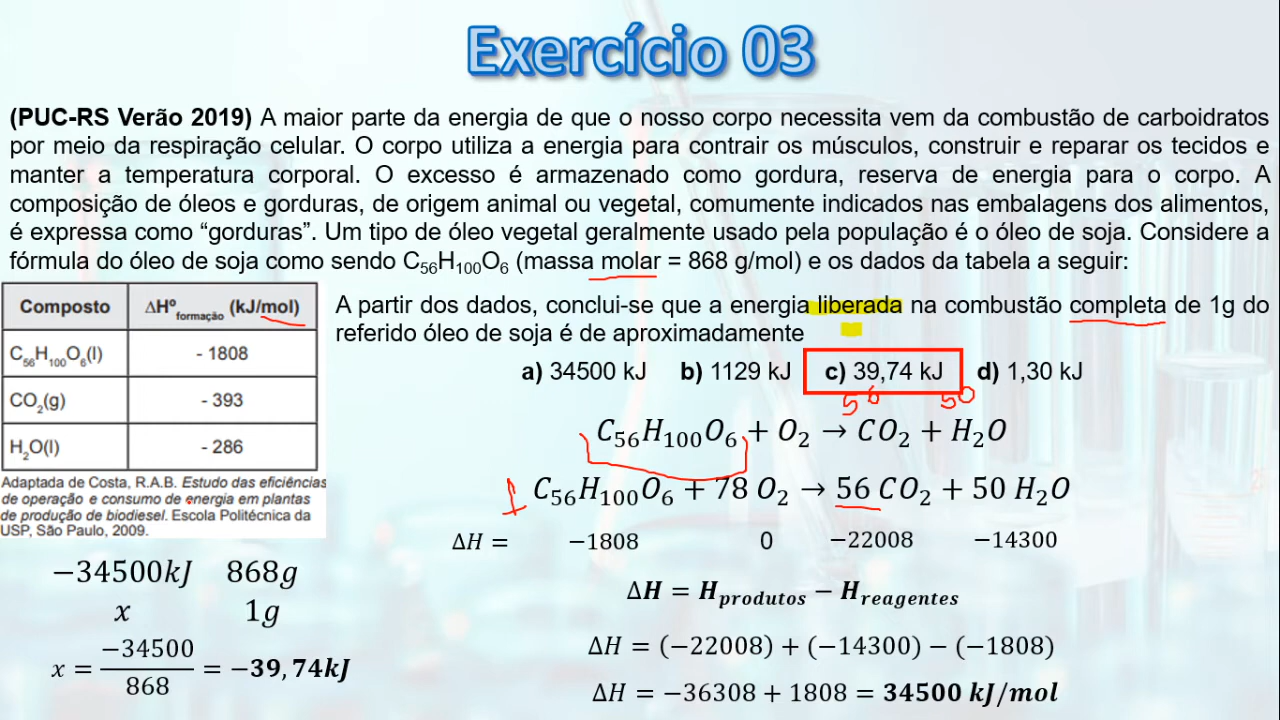 Exercício 03
(PUC-RS Verão 2019) A maior parte da energia de que o nosso corpo necessita vem da combustão de carboidratos
por meio da respiração celular. O corpo utiliza a energia para contrair os músculos, construir e reparar os tecidos e
manter a temperatura corporal. O excesso é armazenado como gordura, reserva de energia para o corpo. A
composição de óleos e gorduras, de origem animal ou vegetal, comumente indicados nas embalagens dos alimentos,
é expressa como “gorduras”. Um tipo de óleo vegetal geralmente usado pela população é o óleo de soja. Considere a
fórmula do óleo de soja como sendo C₅₆H₁₀₀O₆ (massa molar = 868 g/mol) e os dados da tabela a seguir:
Composto ΔHº formação (kJ/mol)
C₅₆H₁₀₀O₆(l) - 1808
CO₂(g) - 393
H₂O(l) - 286
Adaptada de Costa, R.A.B. Estudo das eficiências
de operação e consumo de energia em plantas
de produção de biodiesel. Escola Politécnica da
USP, São Paulo, 2009.
A partir dos dados, conclui-se que a energia liberada na combustão completa de 1g do
referido óleo de soja é de aproximadamente
a) 34500 kJ b) 1129 kJ c) 39,74 kJ d) 1,30 kJ
56 50
C₅₆H₁₀₀O₆ + O₂ → CO₂ + H₂O
1 C₅₆H₁₀₀O₆ + 78 O₂ → 56 CO₂ + 50 H₂O
ΔH = −1808 0 −22008 −14300
ΔH = H produtos − H reagentes
ΔH = (−22008) + (−14300) − (−1808)
ΔH = −36308 + 1808 = 34500 kJ/mol
−34500kJ 868g
x 1g
x = −34500/868 = −39,74kJ